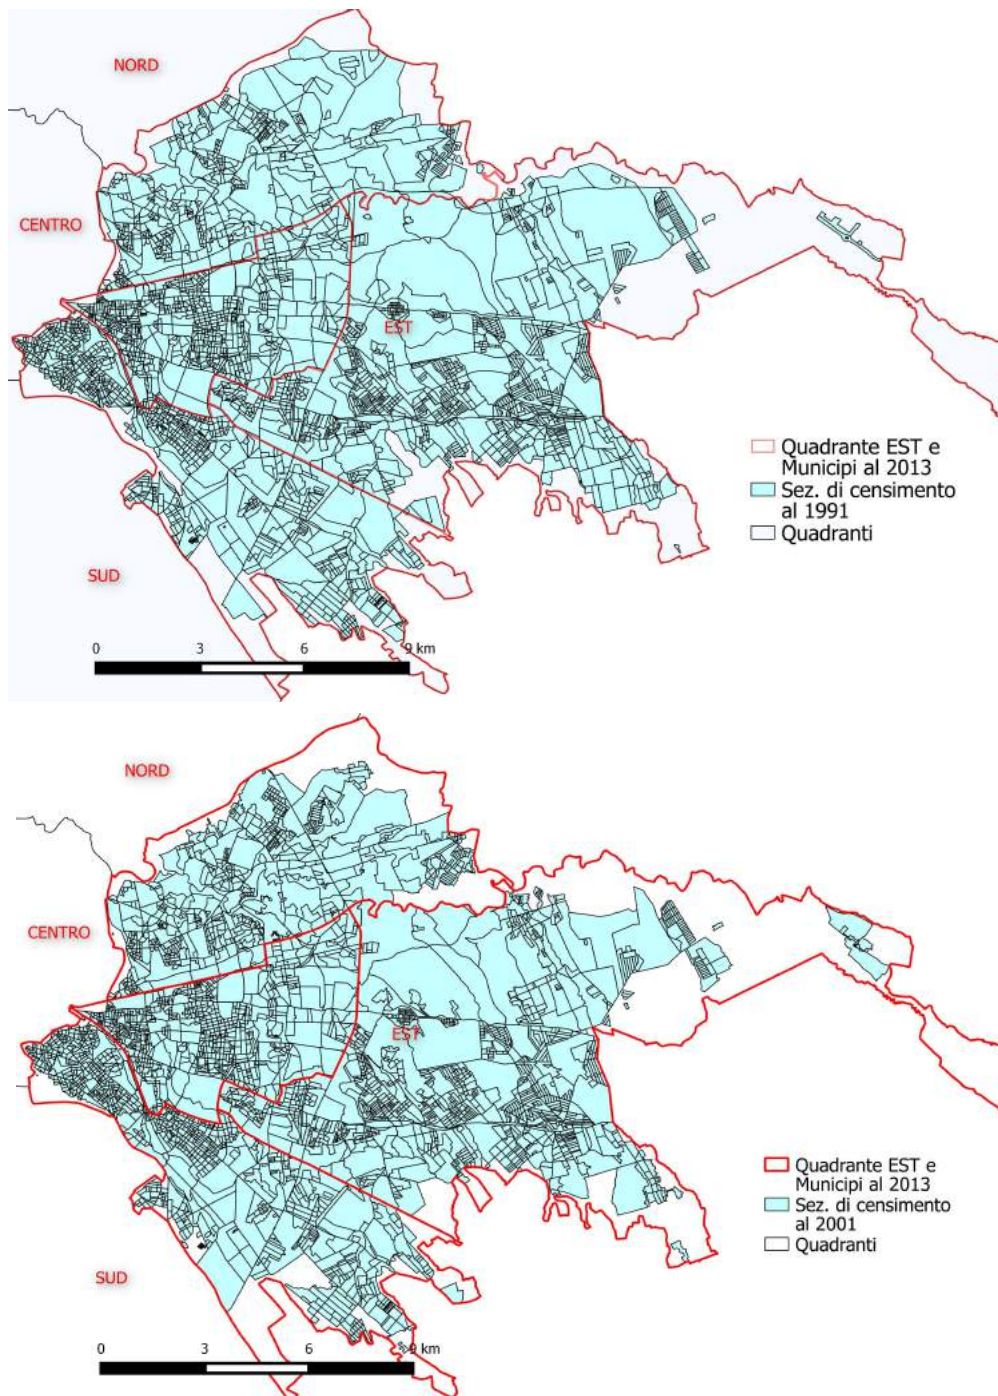 NORD
CENTRO
EST
Quadrante EST e
Municipi al 2013
Sez. di censimento
al 1991
Quadranti
SUD
0 3 6 9 km
NORD
CENTRO
EST
Quadrante EST e
Municipi al 2013
Sez. di censimento
al 2001
Quadranti
SUD
0 3 6 9 km